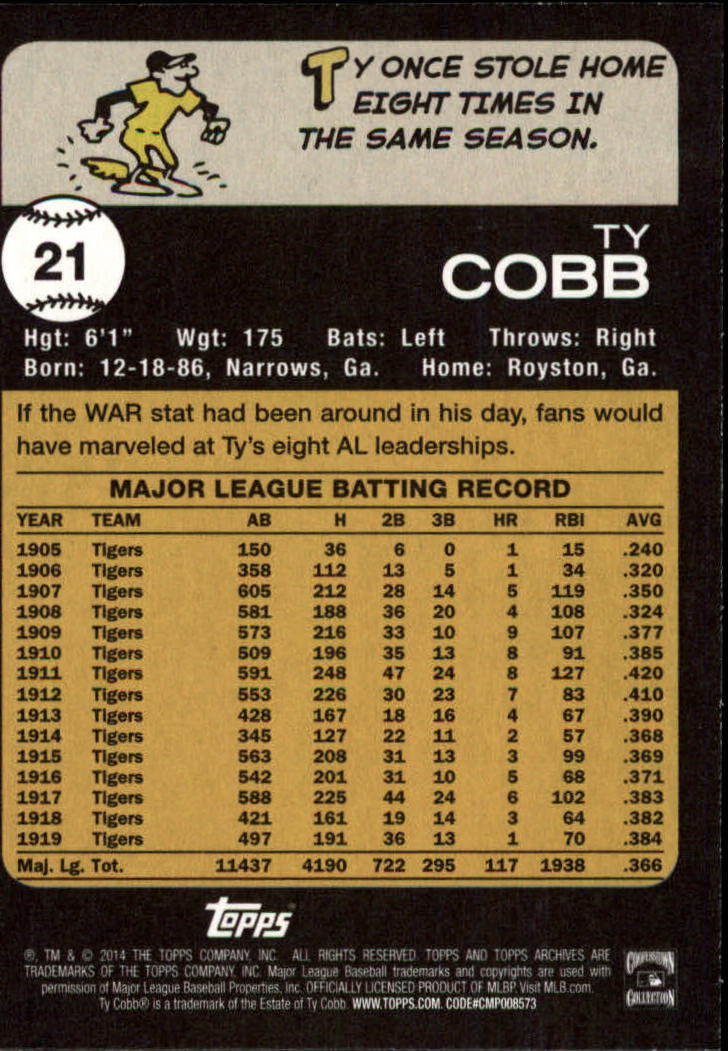 TY ONCE STOLE HOME
EIGHT TIMES IN
THE SAME SEASON.
21
TY
COBB
Hgt: 6'1" Wgt: 175 Bats: Left Throws: Right
Born: 12-18-86, Narrows, Ga. Home: Royston, Ga.
If the WAR stat had been around in his day, fans would
have marveled at Ty's eight AL leaderships.
MAJOR LEAGUE BATTING RECORD
YEAR TEAM AB H 2B 3B HR RBI AVG
1905 Tigers 150 36 6 0 1 15 .240
1906 Tigers 358 112 13 5 1 34 .320
1907 Tigers 605 212 28 14 5 119 .350
1908 Tigers 581 188 36 20 4 108 .324
1909 Tigers 573 216 33 10 9 107 .377
1910 Tigers 509 196 35 13 8 91 .385
1911 Tigers 591 248 47 24 8 127 .420
1912 Tigers 553 226 30 23 7 83 .410
1913 Tigers 428 167 18 16 4 67 .390
1914 Tigers 345 127 22 11 2 57 .368
1915 Tigers 563 208 31 13 3 99 .369
1916 Tigers 542 201 31 10 5 68 .371
1917 Tigers 588 225 44 24 6 102 .383
1918 Tigers 421 161 19 14 3 64 .382
1919 Tigers 497 191 36 13 1 70 .384
Maj. Lg. Tot. 11437 4190 722 295 117 1938 .366
topps
®, TM & © 2014 THE TOPPS COMPANY, INC. ALL RIGHTS RESERVED. TOPPS AND TOPPS ARCHIVES ARE
TRADEMARKS OF THE TOPPS COMPANY, INC. Major League Baseball trademarks and copyrights are used with
permission of Major League Baseball Properties, Inc. OFFICIALLY LICENSED PRODUCT OF MLBP. Visit MLB.com.
Ty Cobb® is a trademark of the Estate of Ty Cobb. WWW.TOPPS.COM. CODE#CMP008573
COOPERSTOWN
COLLECTION